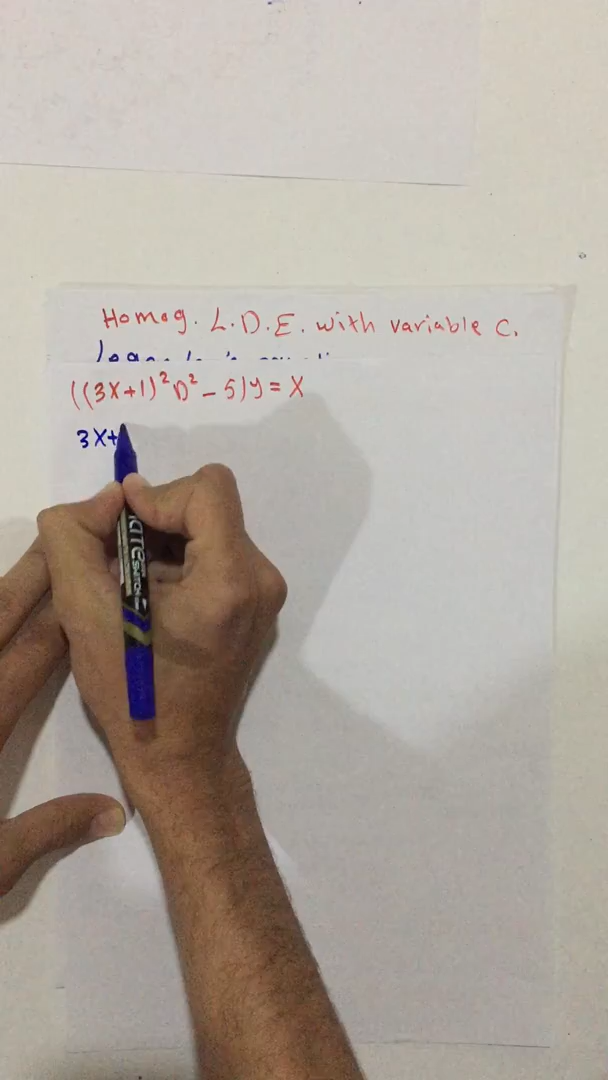 Homog. L.D.E. with variable C.
((3X+1)²D² - 5)y = X
3X+